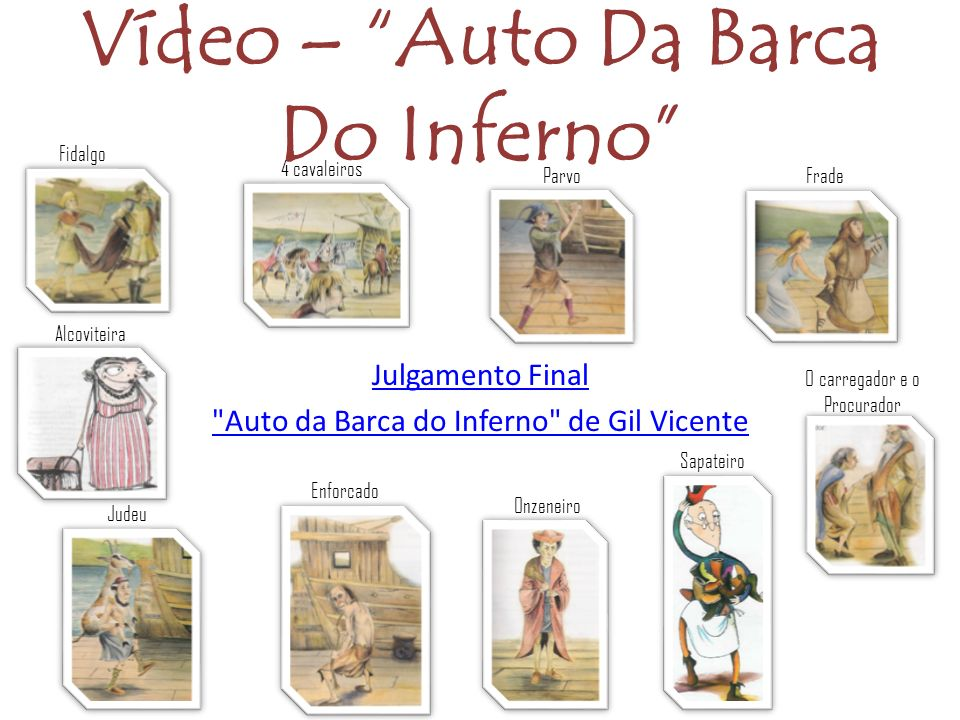 Vídeo – “Auto Da Barca
Do Inferno”
Fidalgo
4 cavaleiros
Parvo
Frade
Alcoviteira
Julgamento Final
"Auto da Barca do Inferno" de Gil Vicente
O carregador e o
Procurador
Sapateiro
Enforcado
Onzeneiro
Judeu